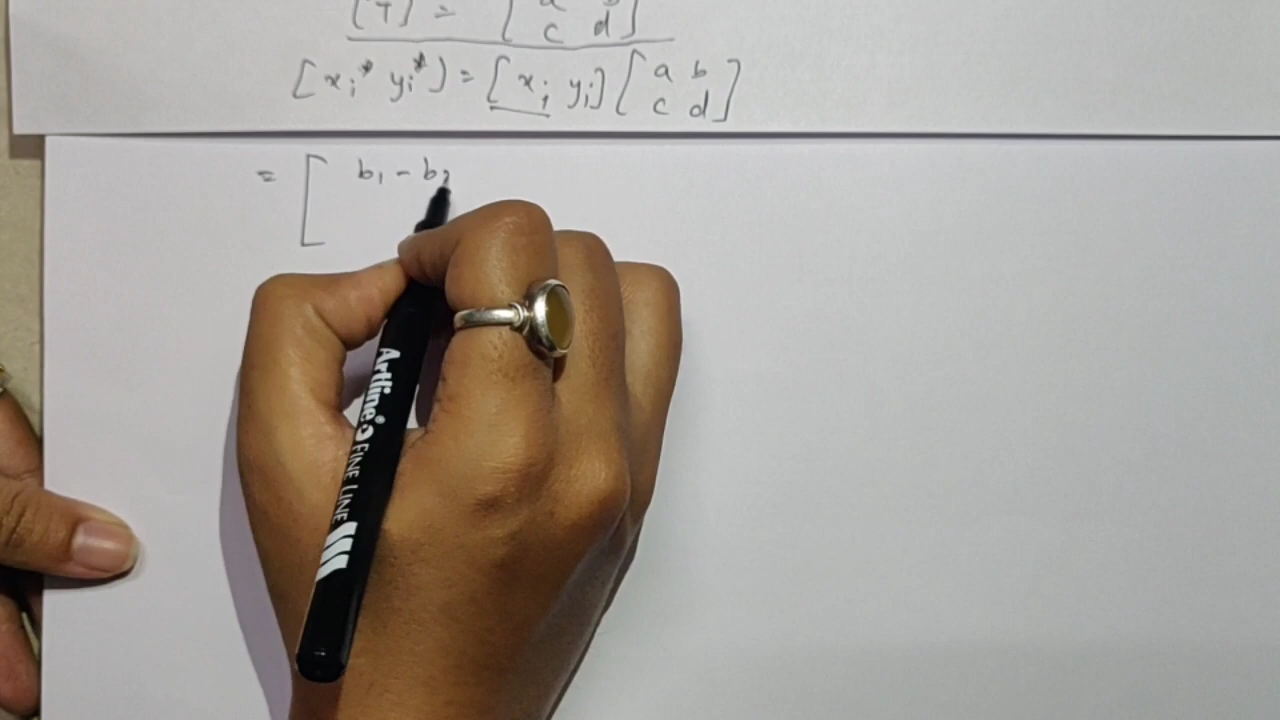 [T] = [a b
c d]
[x_i* y_i*] = [x_i y_i] [a b
c d]
= [ b₁ - b₂
Artline FINE LINE